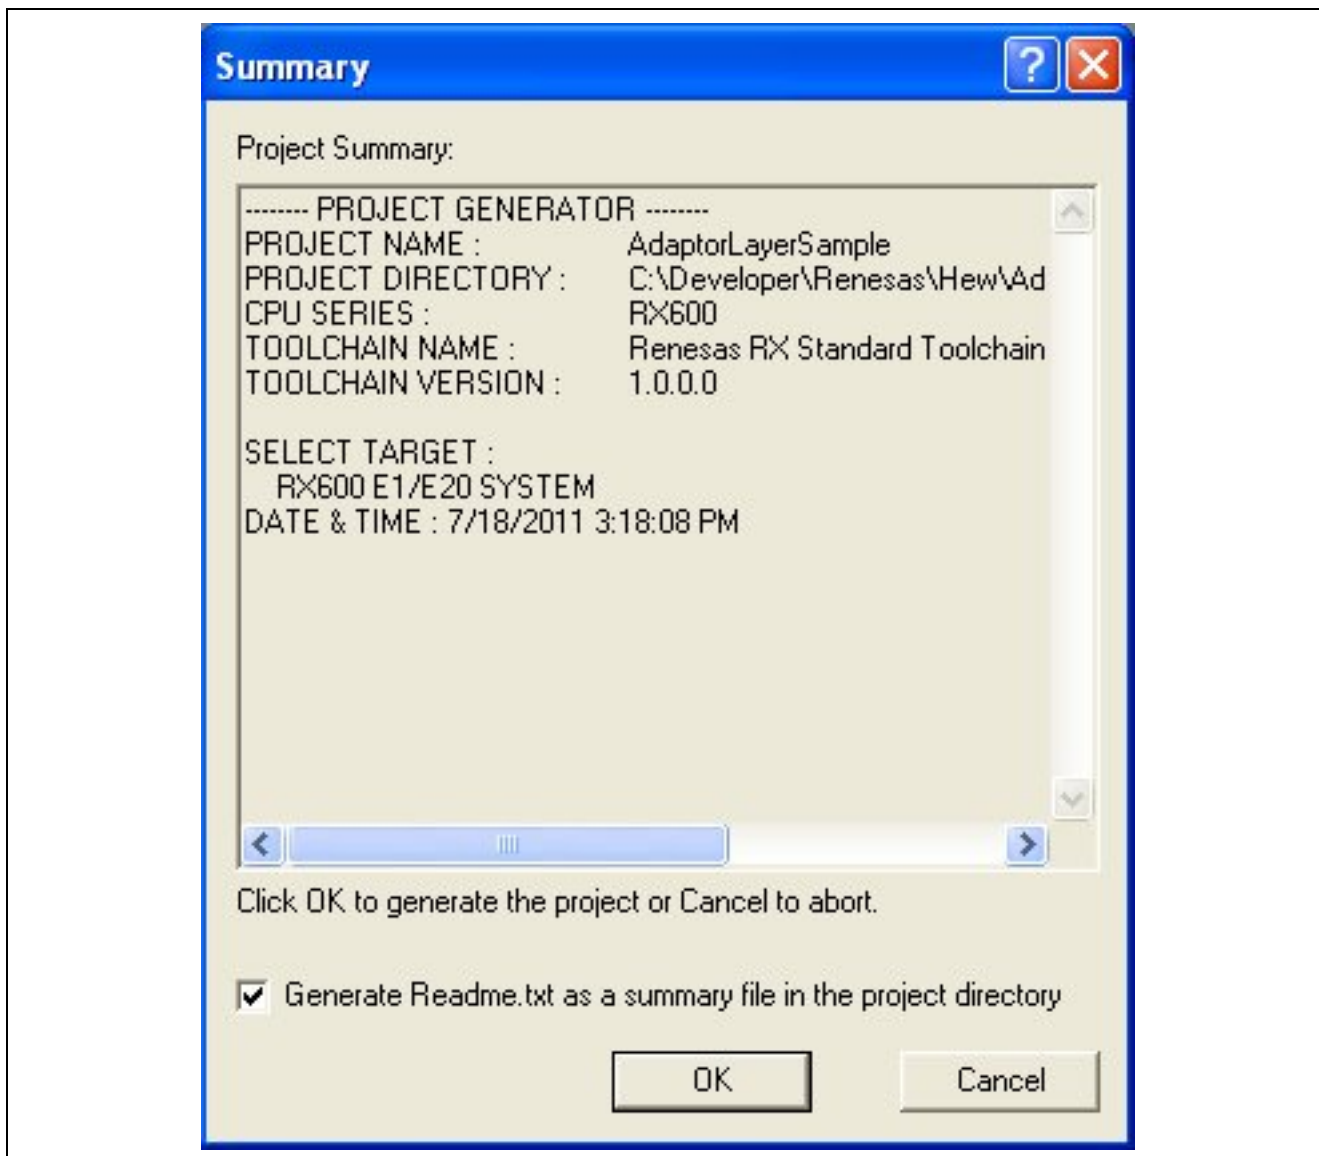 Summary
Project Summary:
-------- PROJECT GENERATOR --------
PROJECT NAME : AdaptorLayerSample
PROJECT DIRECTORY : C:\Developer\Renesas\Hew\Ad
CPU SERIES : RX600
TOOLCHAIN NAME : Renesas RX Standard Toolchain
TOOLCHAIN VERSION : 1.0.0.0
SELECT TARGET :
RX600 E1/E20 SYSTEM
DATE & TIME : 7/18/2011 3:18:08 PM
Click OK to generate the project or Cancel to abort.
Generate Readme.txt as a summary file in the project directory
OK Cancel